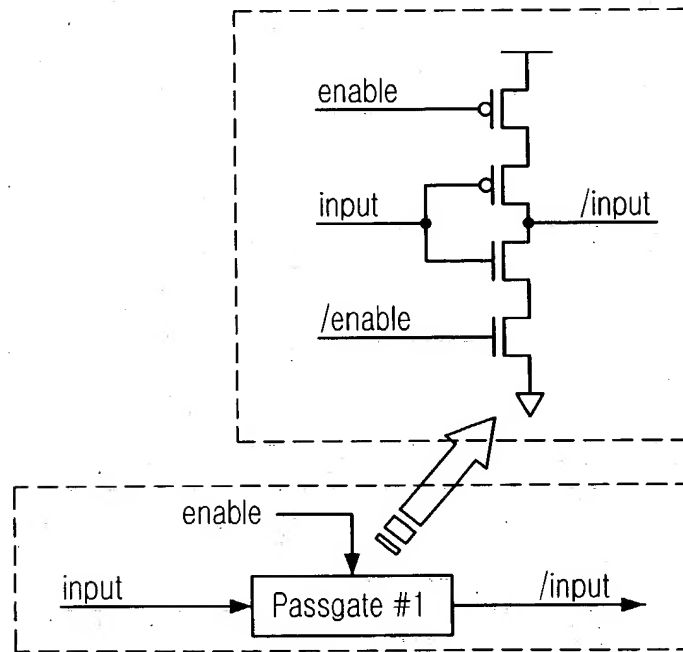 enable
input
/input
/enable
enable
input
Passgate #1
/input